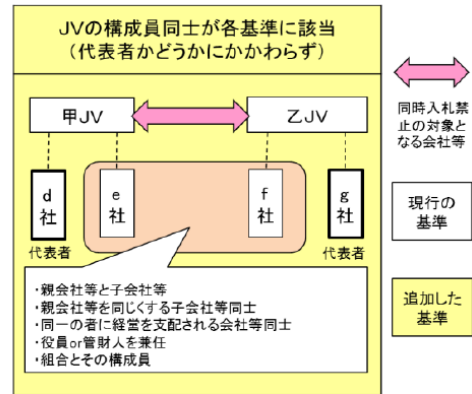 JVの構成員同士が各基準に該当
(代表者かどうかにかかわらず)
甲JV
乙JV
d
社
e
社
f
社
g
社
代表者
代表者
・親会社等と子会社等
・親会社等を同じくする子会社等同士
・同一の者に経営を支配される会社等同士
・役員or管財人を兼任
・組合とその構成員
同時入札禁
止の対象と
なる会社等
現行の
基準
追加した
基準